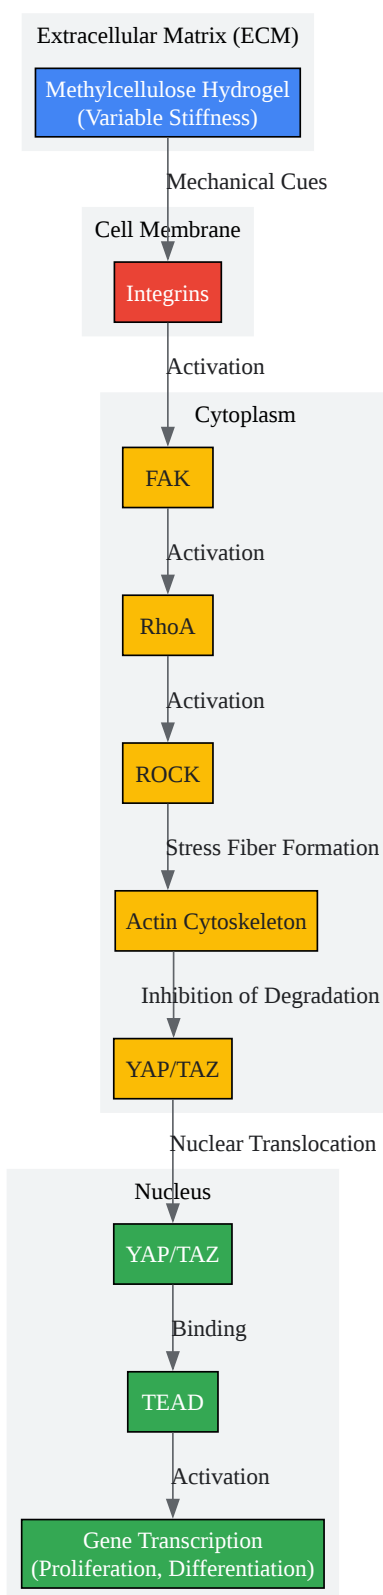 Extracellular Matrix (ECM)
Methylcellulose Hydrogel
(Variable Stiffness)
Mechanical Cues
Cell Membrane
Integrins
Activation
Cytoplasm
FAK
Activation
RhoA
Activation
ROCK
Stress Fiber Formation
Actin Cytoskeleton
Inhibition of Degradation
YAP/TAZ
Nuclear Translocation
Nucleus
YAP/TAZ
Binding
TEAD
Activation
Gene Transcription
(Proliferation, Differentiation)